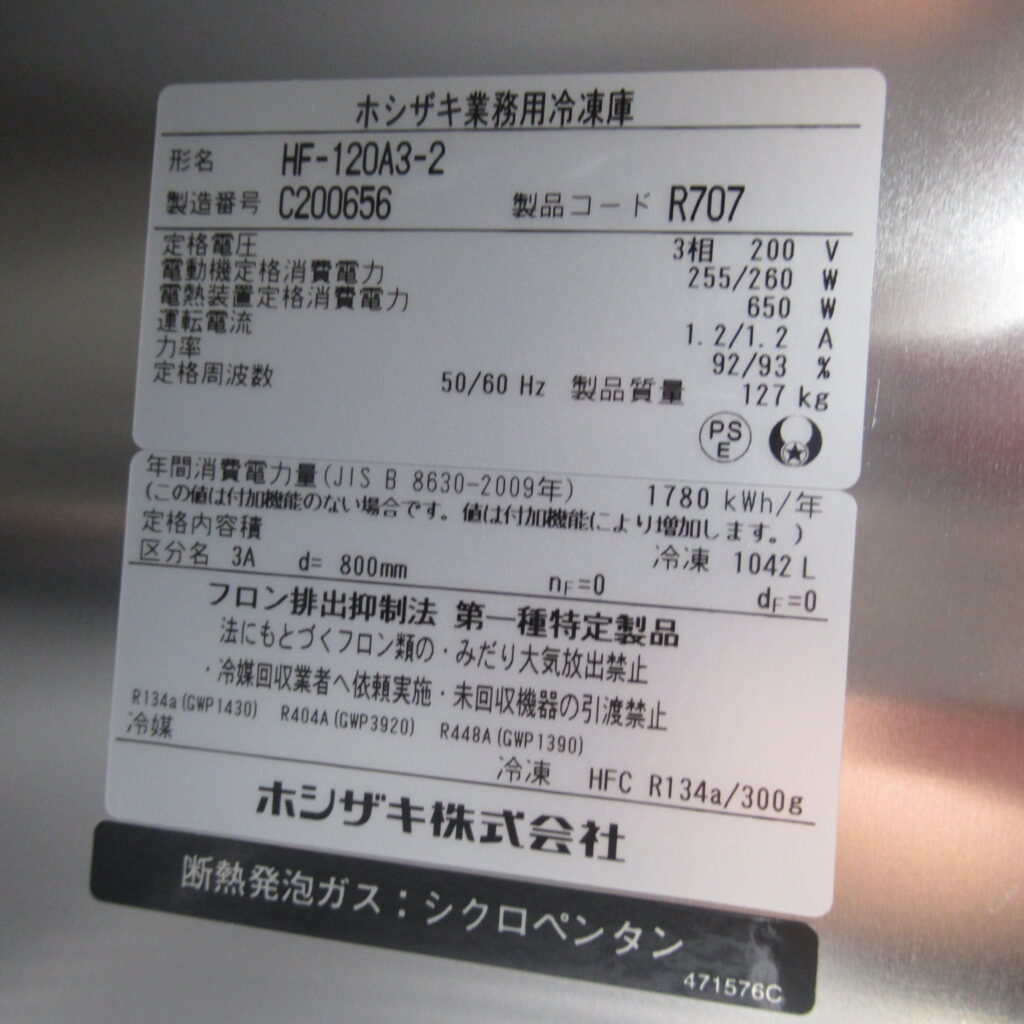 ホシザキ業務用冷凍庫
形名 HF-120A3-2
製造番号 C200656 製品コード R707
定格電圧 3相 200 V
電動機定格消費電力 255/260 W
電熱装置定格消費電力 650 W
運転電流 1.2/1.2 A
力率 92/93 %
定格周波数 50/60 Hz 製品質量 127 kg
PS
E
年間消費電力量(JIS B 8630-2009年) 1780 kWh/年
(この値は付加機能のない場合です。値は付加機能により増加します。)
定格内容積 冷凍 1042 L
区分名 3A d= 800mm nF=0 dF=0
フロン排出抑制法 第一種特定製品
法にもとづくフロン類の・みだり大気放出禁止
・冷媒回収業者へ依頼実施・未回収機器の引渡禁止
R134a(GWP1430) R404A(GWP3920) R448A(GWP1390)
冷媒 冷凍 HFC R134a/300g
ホシザキ株式会社
断熱発泡ガス:シクロペンタン
471576C